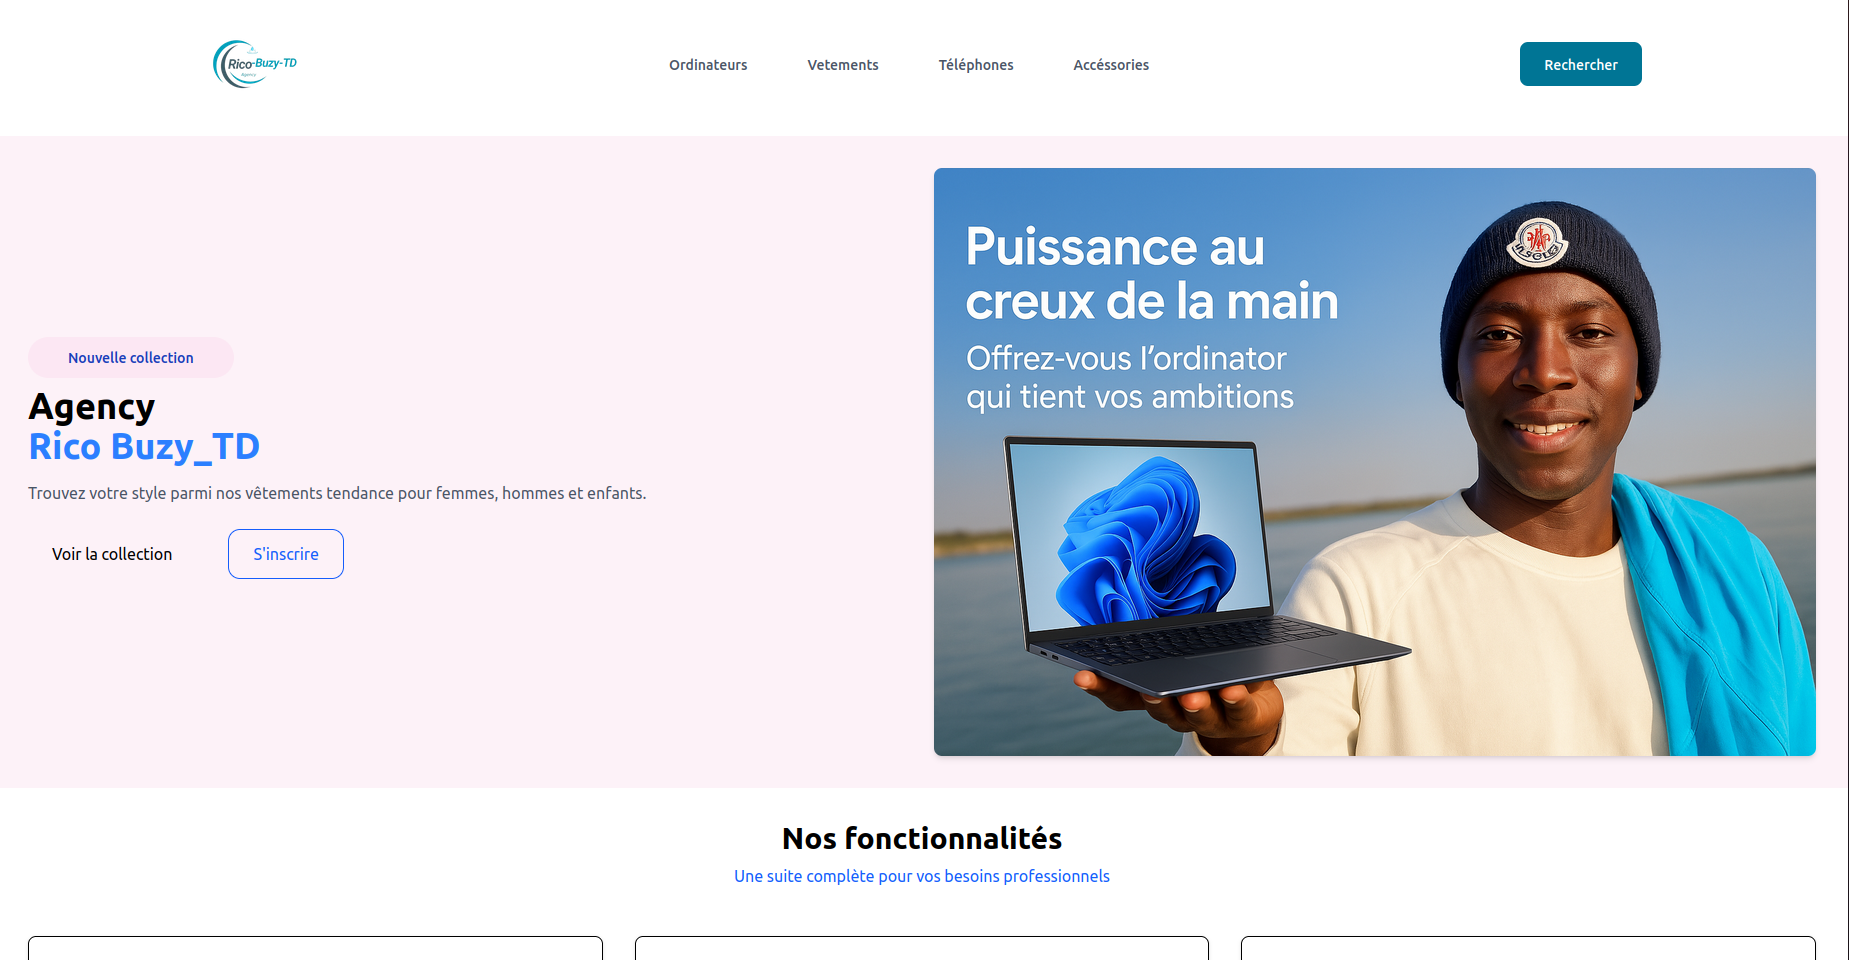 Rico-Buzy-TD
Agency
Ordinateurs
Vetements
Téléphones
Accéssories
Rechercher
Nouvelle collection
Agency
Rico Buzy_TD
Trouvez votre style parmi nos vêtements tendance pour femmes, hommes et enfants.
Voir la collection
S'inscrire
Puissance au
creux de la main
Offrez-vous l’ordinator
qui tient vos ambitions
Nos fonctionnalités
Une suite complète pour vos besoins professionnels